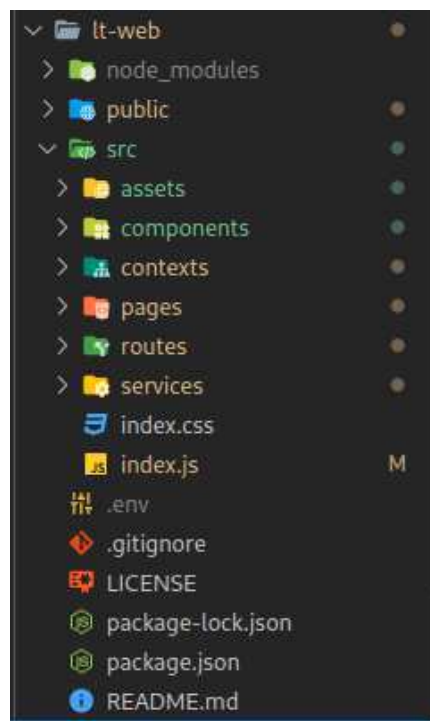 lt-web
node_modules
public
src
assets
components
contexts
pages
routes
services
index.css
JS index.js M
.env
.gitignore
LICENSE
package-lock.json
package.json
README.md